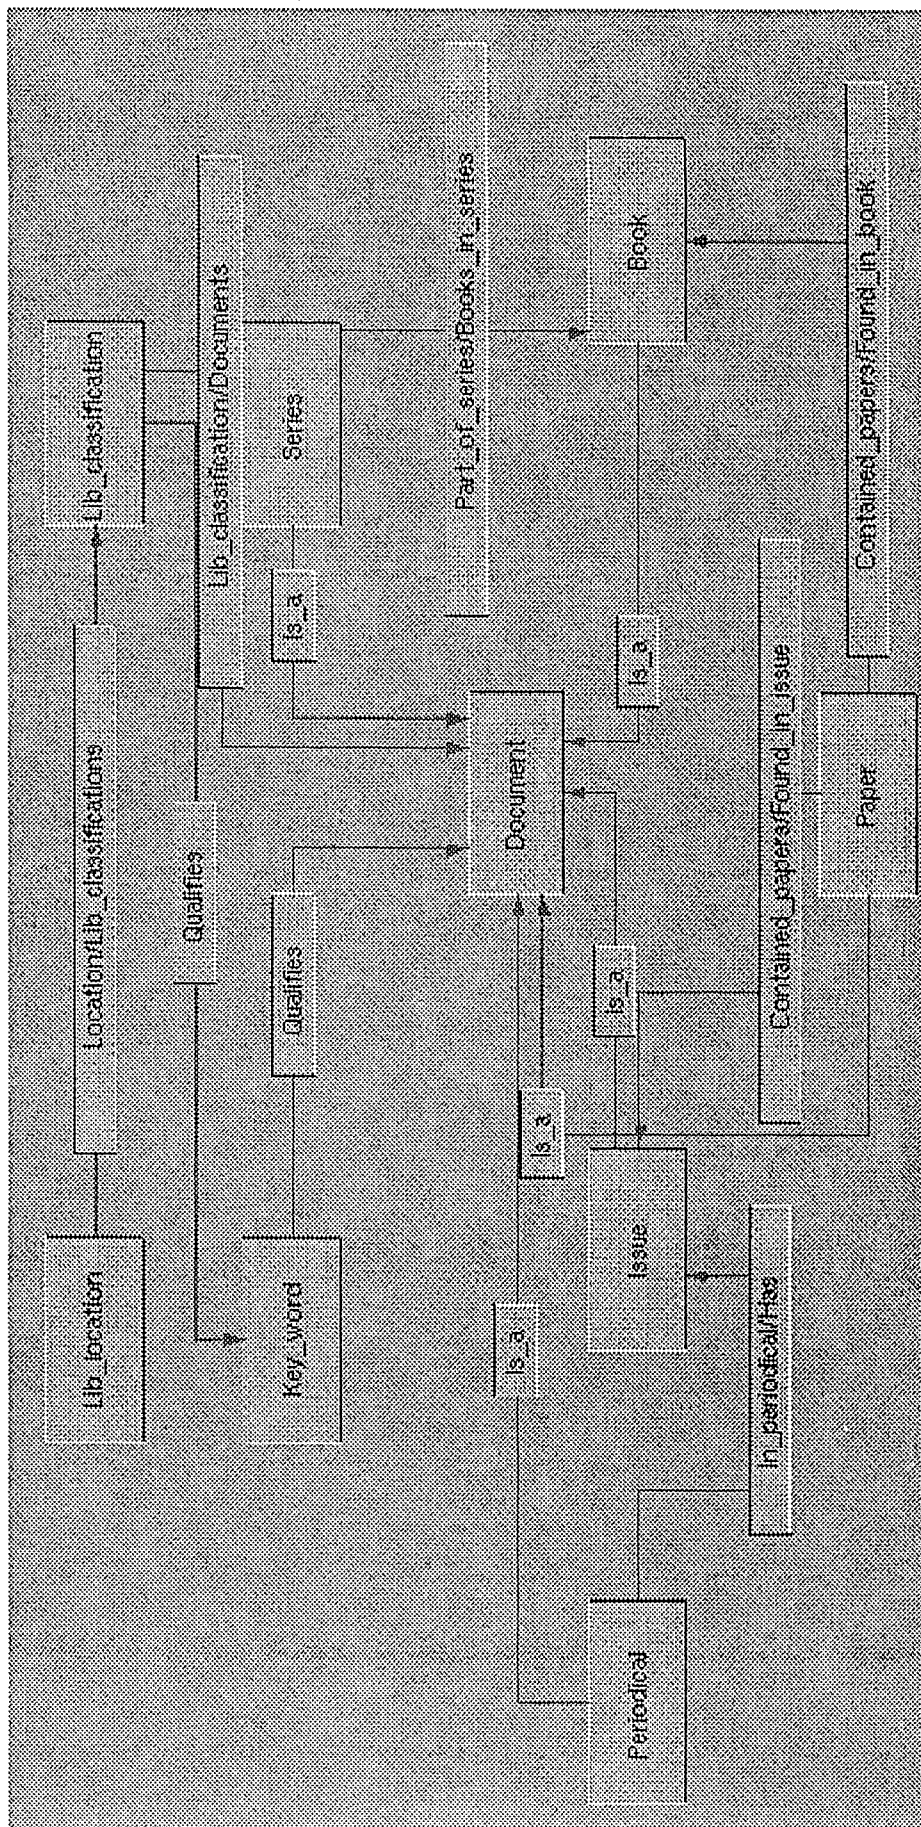 Lib_location
Location/Lib_classifications
Lib_classification
Qualifies
Lib_classification/Documents
Key_word
Qualifies
Is_a
Series
Part_of_series/Books_in_series
Document
Is_a
Is_a
Periodical
Issue
Is_a
Is_a
Book
In_periodical/Has
Contained_papers/Found_in_issue
Paper
Contained_papers/Found_in_book